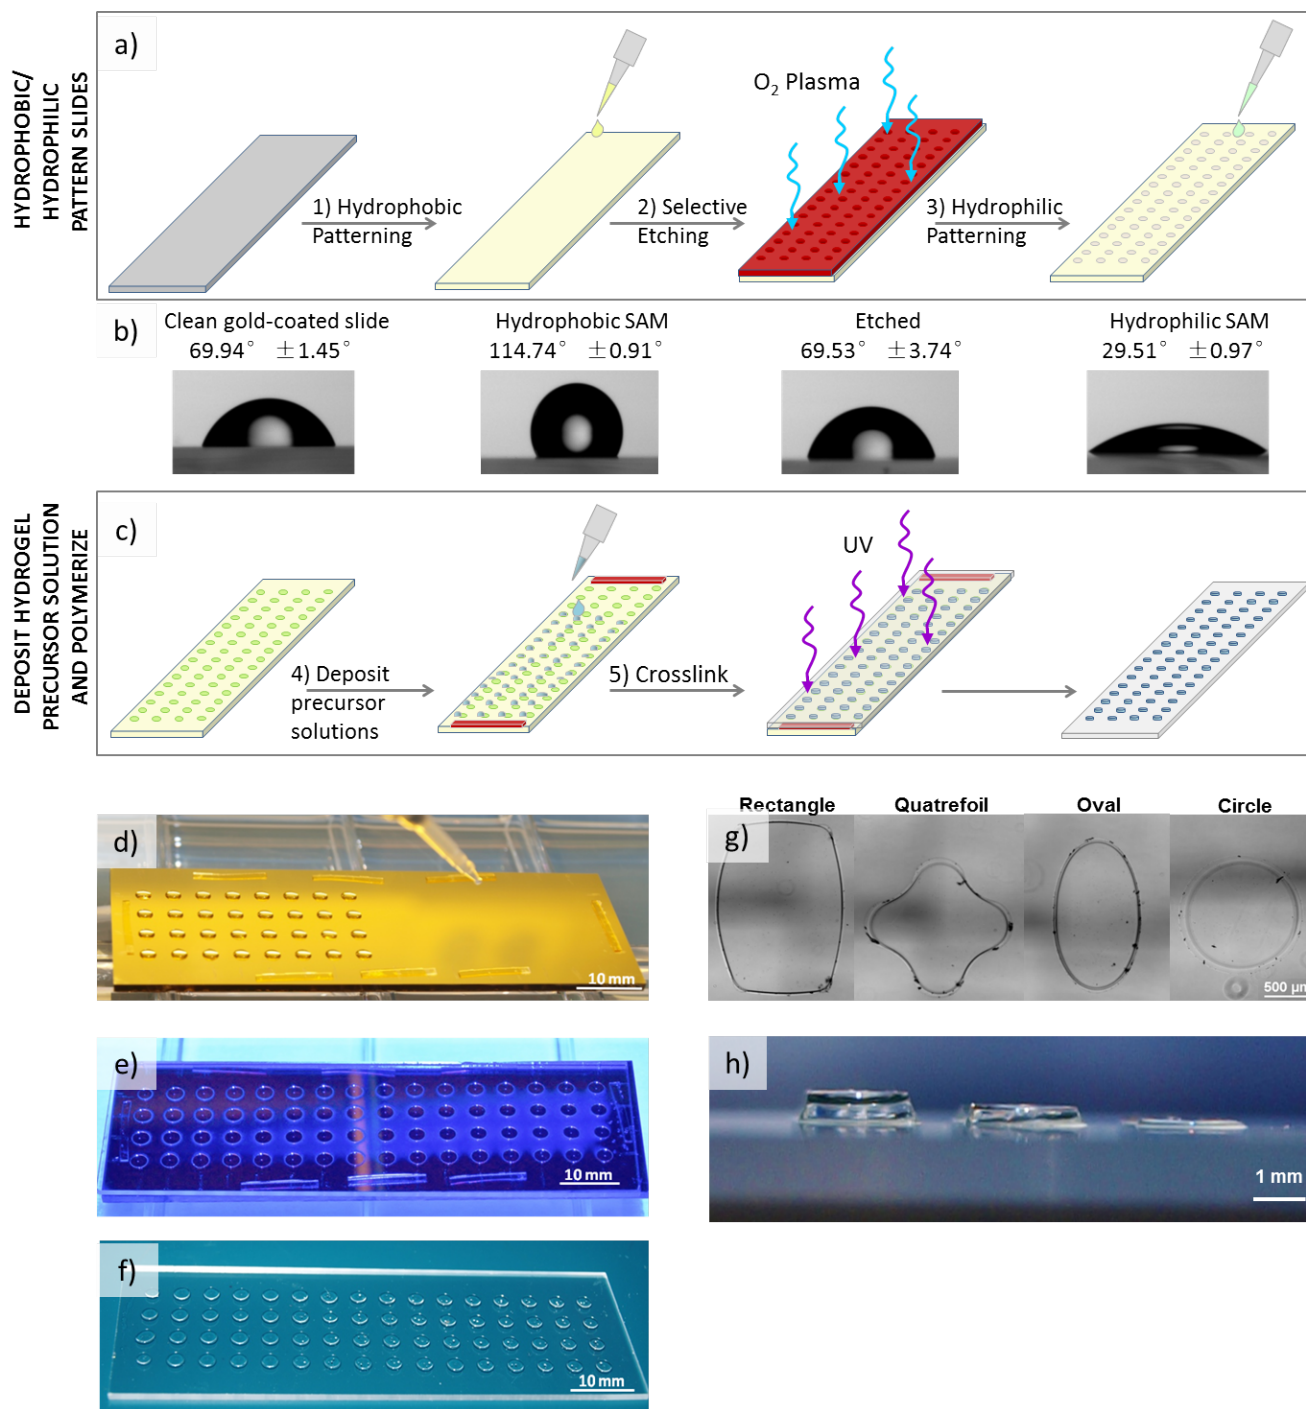 HYDROPHOBIC/
HYDROPHILIC
PATTERN SLIDES
a)
O₂ Plasma
1) Hydrophobic
Patterning
2) Selective
Etching
3) Hydrophilic
Patterning
b)
Clean gold-coated slide
69.94° ±1.45°
Hydrophobic SAM
114.74° ±0.91°
Etched
69.53° ±3.74°
Hydrophilic SAM
29.51° ±0.97°
DEPOSIT HYDROGEL
PRECURSOR SOLUTION
AND POLYMERIZE
c)
UV
4) Deposit
precursor
solutions
5) Crosslink
d)
10 mm
e)
10 mm
f)
10 mm
g)
Rectangle
Quatrefoil
Oval
Circle
500 µm
h)
1 mm